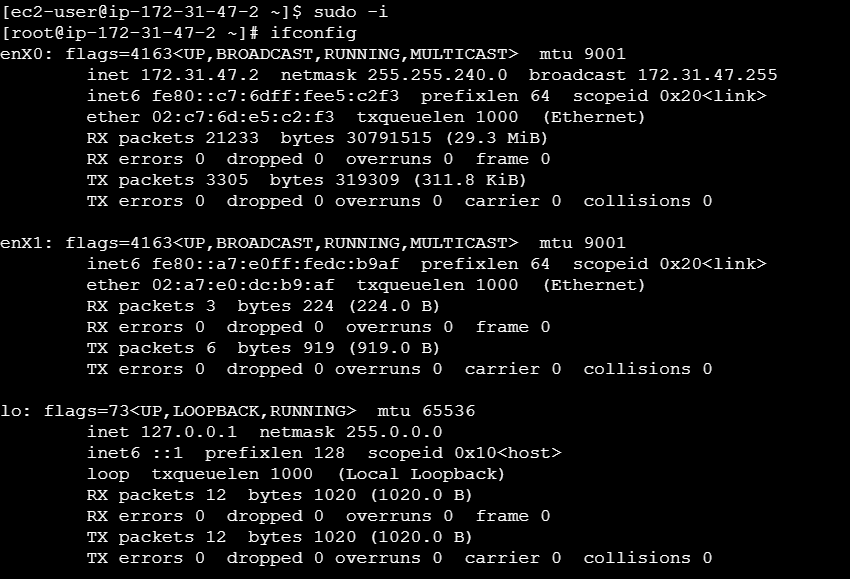 [ec2-user@ip-172-31-47-2 ~]$ sudo -i
[root@ip-172-31-47-2 ~]# ifconfig
enX0: flags=4163<UP,BROADCAST,RUNNING,MULTICAST>  mtu 9001
        inet 172.31.47.2  netmask 255.255.240.0  broadcast 172.31.47.255
        inet6 fe80::c7:6dff:fee5:c2f3  prefixlen 64  scopeid 0x20<link>
        ether 02:c7:6d:e5:c2:f3  txqueuelen 1000  (Ethernet)
        RX packets 21233  bytes 30791515 (29.3 MiB)
        RX errors 0  dropped 0  overruns 0  frame 0
        TX packets 3305  bytes 319309 (311.8 KiB)
        TX errors 0  dropped 0 overruns 0  carrier 0  collisions 0

enX1: flags=4163<UP,BROADCAST,RUNNING,MULTICAST>  mtu 9001
        inet6 fe80::a7:e0ff:fedc:b9af  prefixlen 64  scopeid 0x20<link>
        ether 02:a7:e0:dc:b9:af  txqueuelen 1000  (Ethernet)
        RX packets 3  bytes 224 (224.0 B)
        RX errors 0  dropped 0  overruns 0  frame 0
        TX packets 6  bytes 919 (919.0 B)
        TX errors 0  dropped 0 overruns 0  carrier 0  collisions 0

lo: flags=73<UP,LOOPBACK,RUNNING>  mtu 65536
        inet 127.0.0.1  netmask 255.0.0.0
        inet6 ::1  prefixlen 128  scopeid 0x10<host>
        loop  txqueuelen 1000  (Local Loopback)
        RX packets 12  bytes 1020 (1020.0 B)
        RX errors 0  dropped 0  overruns 0  frame 0
        TX packets 12  bytes 1020 (1020.0 B)
        TX errors 0  dropped 0 overruns 0  carrier 0  collisions 0